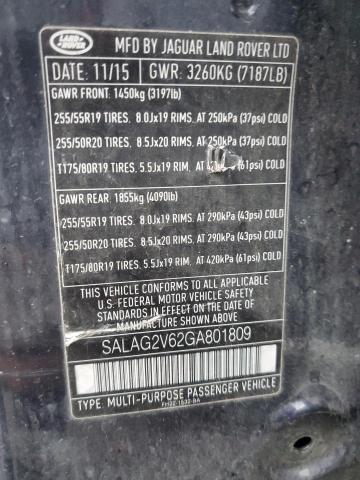 LAND ROVER
MFD BY JAGUAR LAND ROVER LTD
DATE: 11/15 GWR: 3260KG (7187LB)
GAWR FRONT: 1450kg (3197lb)
255/55R19 TIRES. 8.0Jx19 RIMS. AT 250kPa (37psi) COLD
255/50R20 TIRES. 8.5Jx20 RIMS. AT 250kPa (37psi) COLD
T175/80R19 TIRES, 5.5Jx19 RIM, AT (61psi) COLD
GAWR REAR: 1855kg (4090lb)
255/55R19 TIRES, 8.0Jx19 RIMS, AT 290kPa (43psi) COLD
255/50R20 TIRES, 8.5Jx20 RIMS, AT 290kPa (43psi) COLD
T175/80R19 TIRES, 5.5Jx19 RIM, AT 420kPa (61psi) COLD
THIS VEHICLE CONFORMS TO ALL APPLICABLE
U.S. FEDERAL MOTOR VEHICLE SAFETY
STANDARDS IN EFFECT ON THE DATE OF
MANUFACTURE SHOWN ABOVE
SALAG2V62GA801809
TYPE: MULTI-PURPOSE PASSENGER VEHICLE